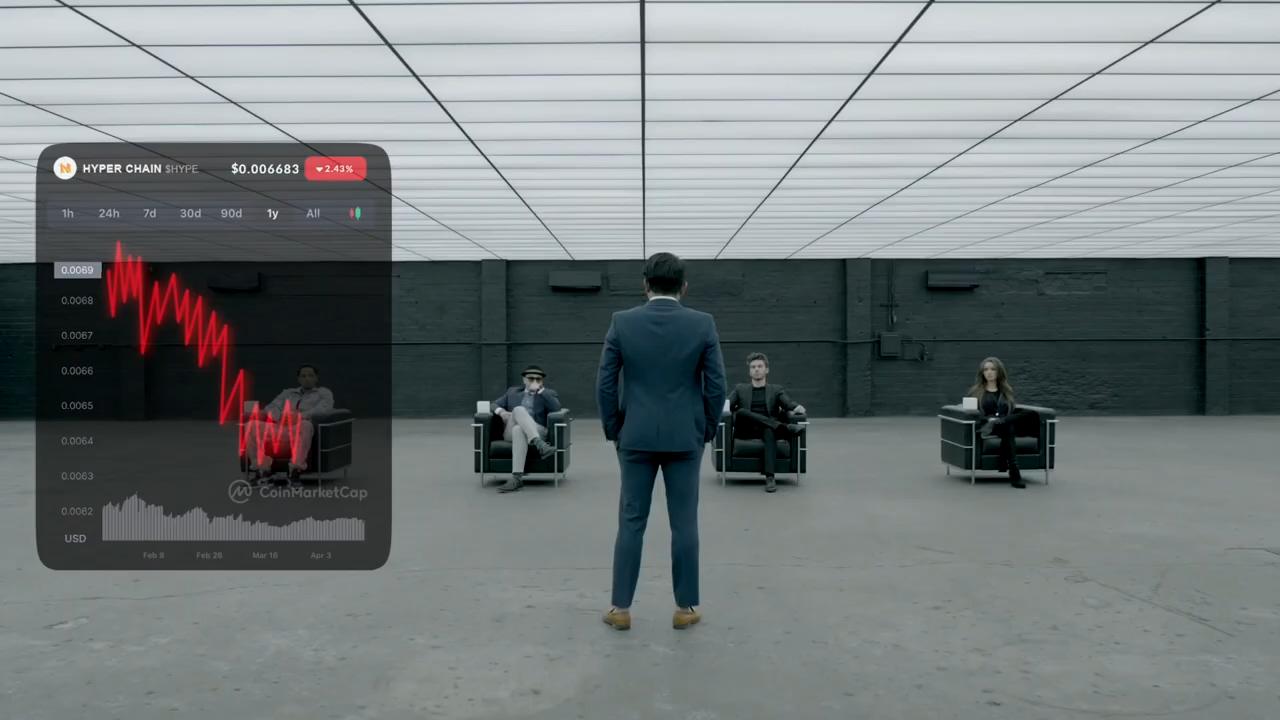 N HYPER CHAIN $HYPE $0.006683 ▼2.43%
1h 24h 7d 30d 90d 1y All
0.0069
0.0068
0.0067
0.0066
0.0065
0.0064
0.0063
CoinMarketCap
0.0062
USD
Feb 9 Feb 26 Mar 16 Apr 3